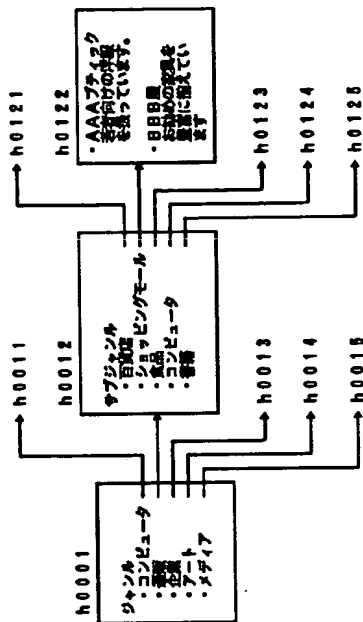 h0001
ジャンル
・コンピュータ
・企業
・アート
・メディア
h0011
h0012
サブジャンル
・百貨店
・ショッピングモール
・食品
・コンピュータ
・書籍
h0013
h0014
h0015
h0121
h0122
・AAAブティック
若者向けの洋服
を扱っています。
・BBB屋
お勧めの家具を
豊富に揃えてい
ます
h0123
h0124
h0125